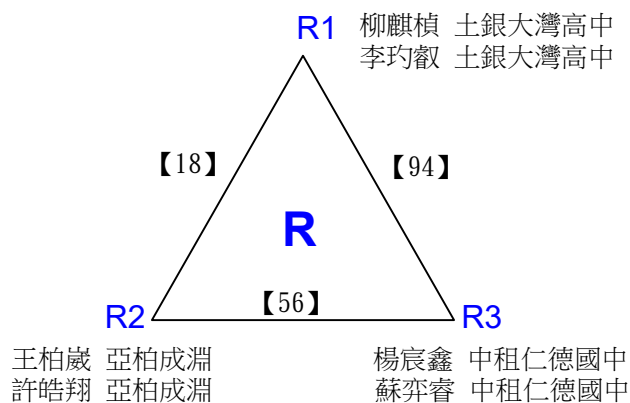 R1 柳麒楨 土銀大灣高中
李玓叡 土銀大灣高中
【18】 【94】
R
R2 【56】 R3
王柏崴 亞柏成淵 楊宸鑫 中租仁德國中
許皓翔 亞柏成淵 蘇弈睿 中租仁德國中